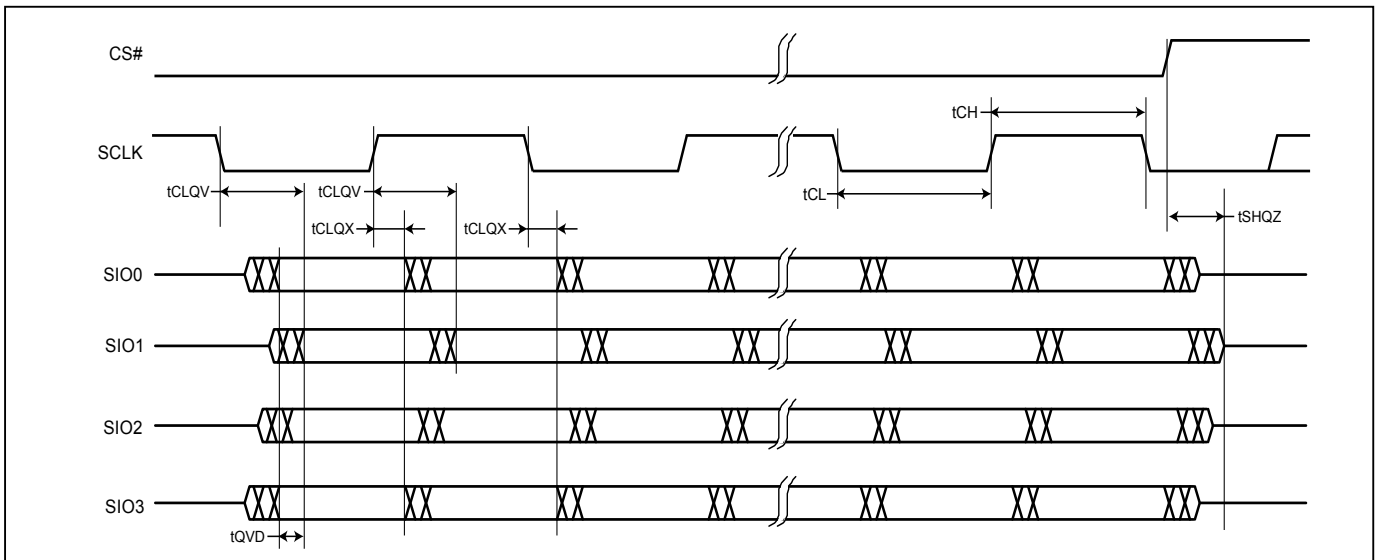 CS#
tCH
SCLK
tCLQV
tCLQV
tCL
tSHQZ
tCLQX
tCLQX
SIO0
SIO1
SIO2
SIO3
tQVD